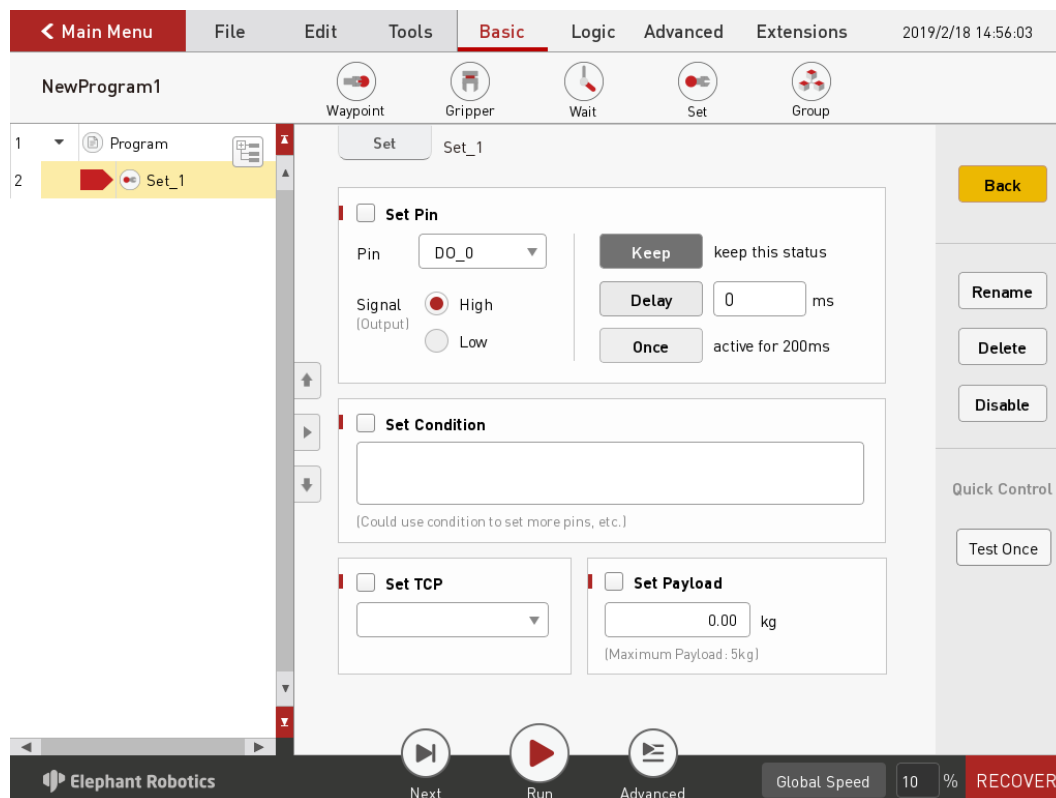 Main Menu File Edit Tools Basic Logic Advanced Extensions 2019/2/18 14:56:03
NewProgram1
Waypoint Gripper Wait Set Group
1 Program
2 Set_1
Set Set_1
Back
Set Pin
Pin DO_0 Keep keep this status
Signal High Delay 0 ms
(Output)
Low Once active for 200ms
Rename
Delete
Disable
Set Condition
(Could use condition to set more pins, etc.)
Quick Control
Test Once
Set TCP Set Payload
0.00 kg
(Maximum Payload: 5kg)
Elephant Robotics Next Run Advanced Global Speed 10 % RECOVER